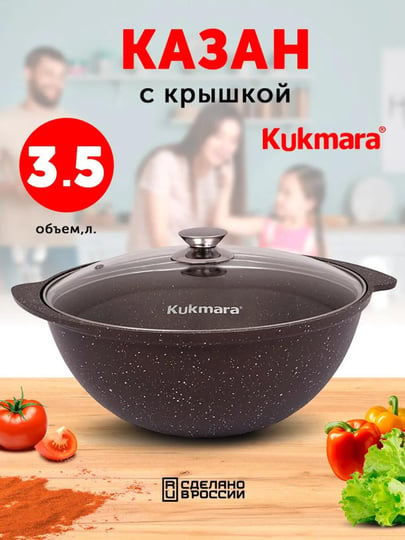 КАЗАН
с крышкой
Kukmara®
3.5
объем,л.
Kukmara®
СДЕЛАНО
В РОССИИ